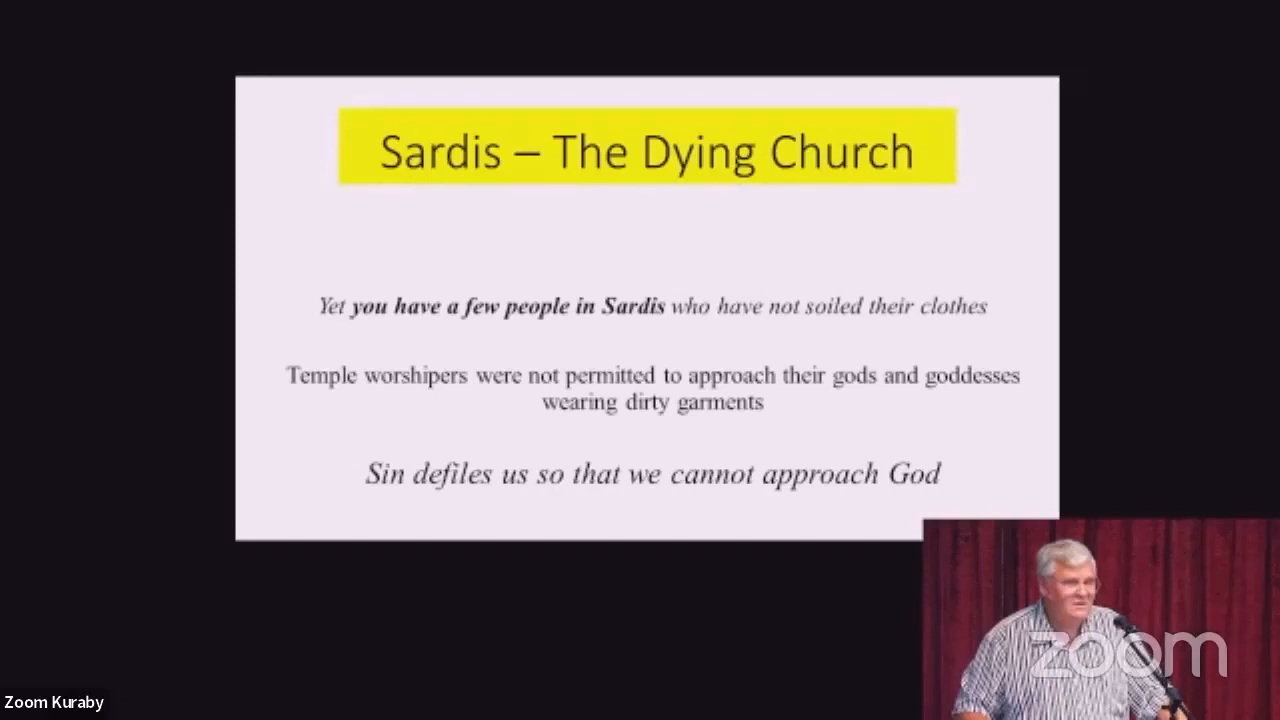 Sardis – The Dying Church
Yet you have a few people in Sardis who have not soiled their clothes
Temple worshipers were not permitted to approach their gods and goddesses
wearing dirty garments
Sin defiles us so that we cannot approach God
zoom
Zoom Kuraby